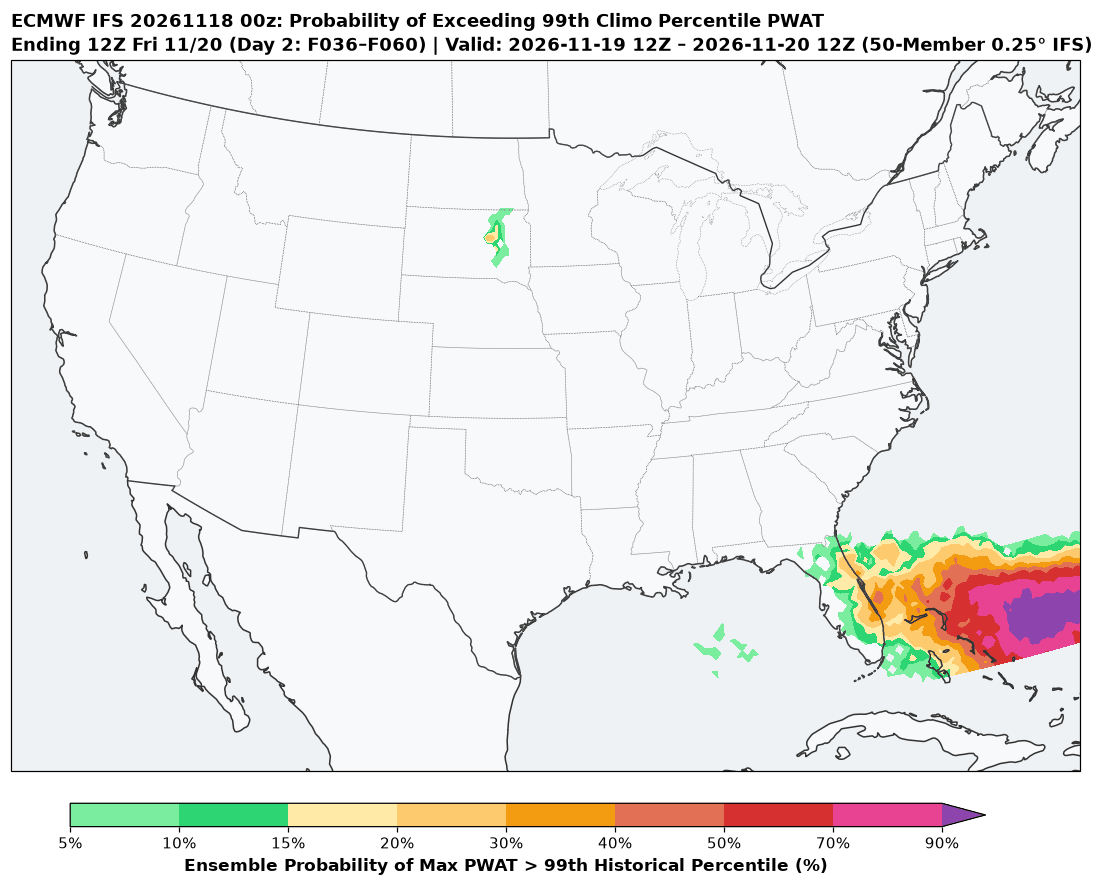 ECMWF IFS 20261118 00z: Probability of Exceeding 99th Climo Percentile PWAT
Ending 12Z Fri 11/20 (Day 2: F036–F060) | Valid: 2026-11-19 12Z – 2026-11-20 12Z (50-Member 0.25° IFS)
5% 10% 15% 20% 30% 40% 50% 70% 90%
Ensemble Probability of Max PWAT > 99th Historical Percentile (%)